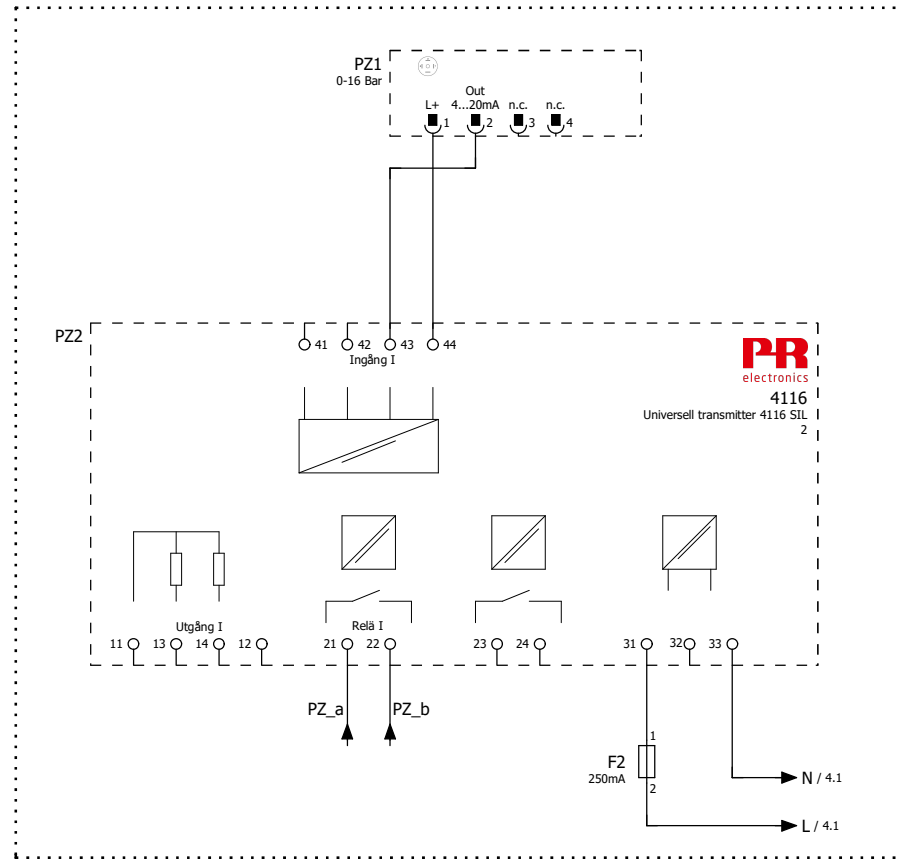 PZ1
0-16 Bar
Out
L+ 4...20mA n.c. n.c.
1 2 3 4
PZ2
41 42 43 44
Ingång I
PR
electronics
4116
Universell transmitter 4116 SIL
2
Utgång I
Relä I
11 13 14 12 21 22 23 24 31 32 33
PZ_a PZ_b
1
F2
250mA
2
N / 4.1
L / 4.1